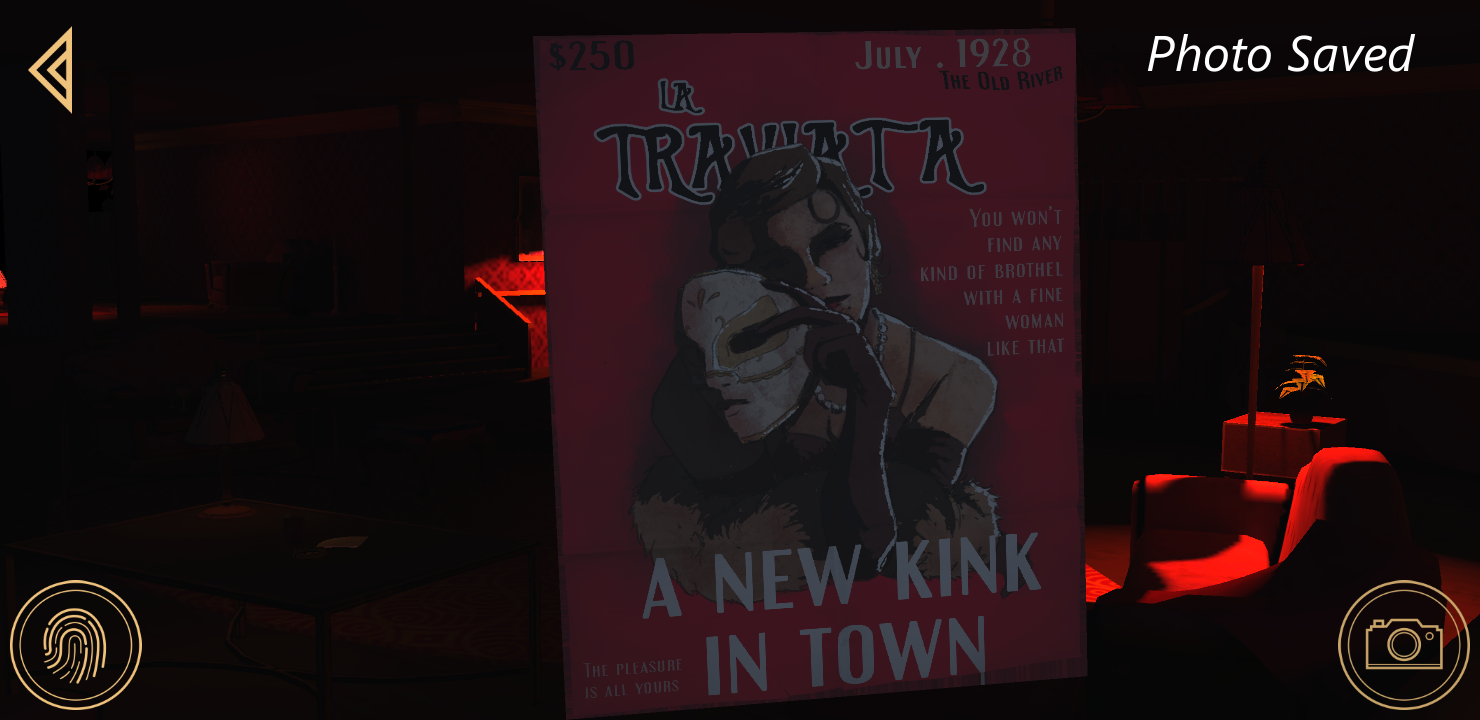 Photo Saved
$250
JULY . 1928
THE OLD RIVER
LA
TRAVIATA
YOU WON'T
FIND ANY
KIND OF BROTHEL
WITH A FINE
WOMAN
LIKE THAT
A NEW KINK
IN TOWN
THE PLEASURE
IS ALL YOURS